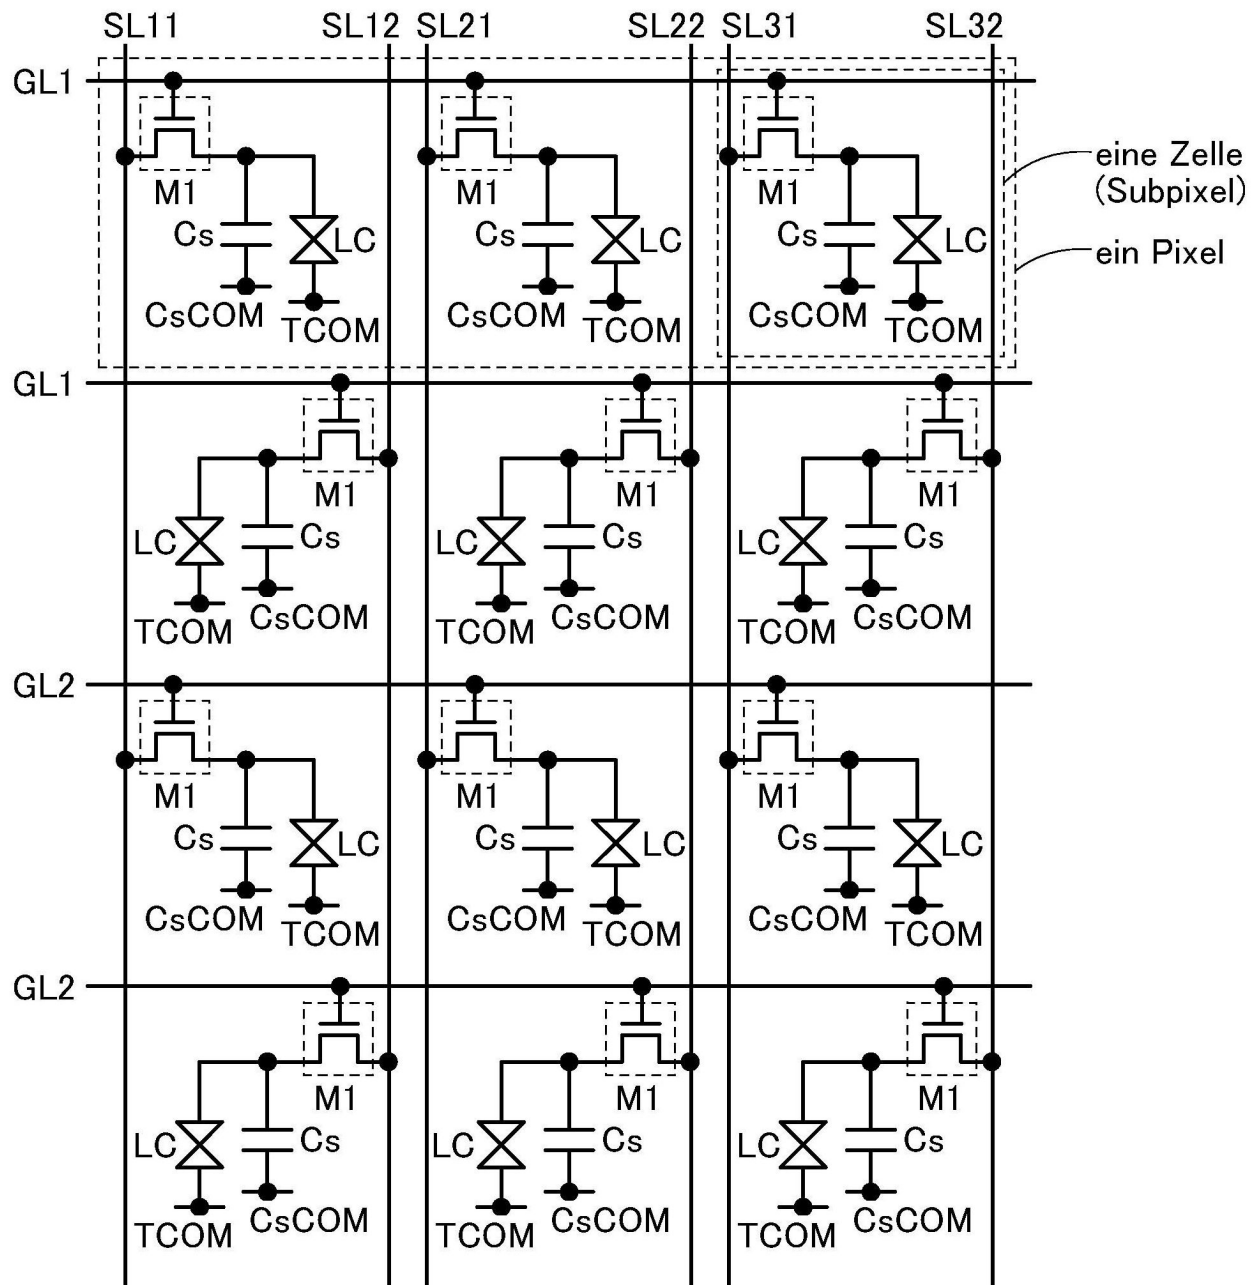 SL11 SL12 SL21 SL22 SL31 SL32
GL1
M1 M1 M1
eine Zelle
(Subpixel)
Cs LC Cs LC Cs LC
ein Pixel
CsCOM TCOM CsCOM TCOM CsCOM TCOM
GL1
M1 M1 M1
LC Cs LC Cs LC Cs
TCOM CsCOM TCOM CsCOM TCOM CsCOM
GL2
M1 M1 M1
Cs LC Cs LC Cs LC
CsCOM TCOM CsCOM TCOM CsCOM TCOM
GL2
M1 M1 M1
LC Cs LC Cs LC Cs
TCOM CsCOM TCOM CsCOM TCOM CsCOM